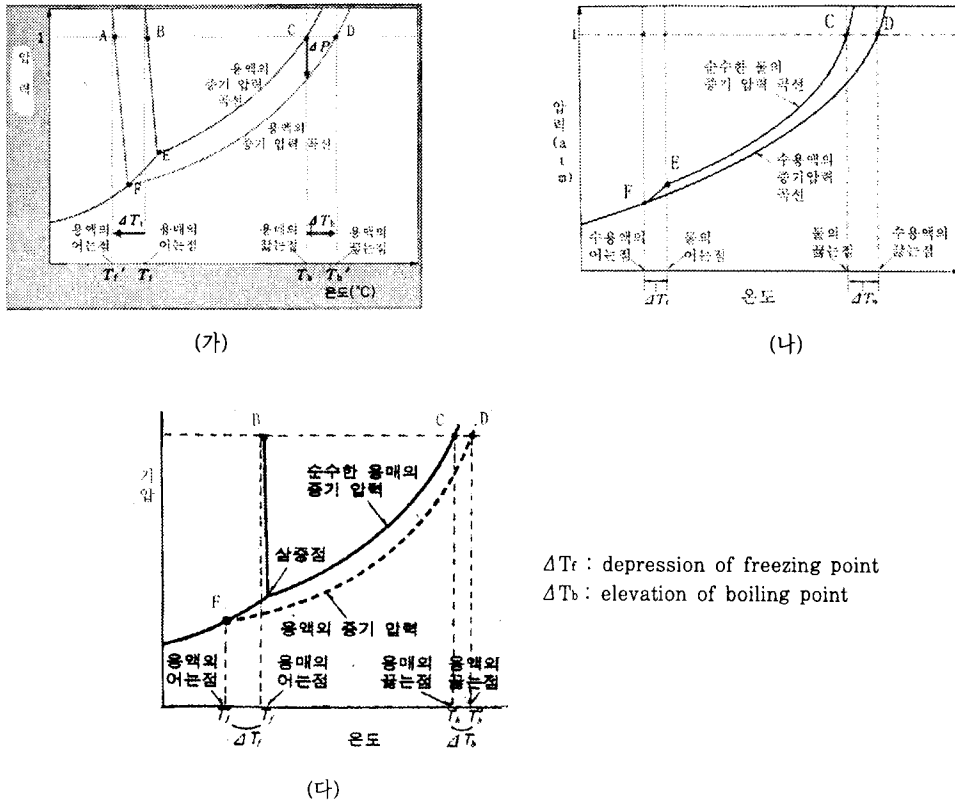 A
B
C
D
1
ΔP
압
력
용액의
증기 압력
곡선
용액의
증기 압력 곡선
E
F
ΔTf
ΔTb
용액의
어는점
용매의
어는점
용매의
끓는점
용액의
끓는점
Tf′
Tf
Tb
Tb′
온도(°C)
(가)
C
D
1
순수한 물의
증기 압력 곡선
압
력
(a
t
m)
E
F
수용액의
증기압력
곡선
수용액의
어는점
물의
어는점
물의
끓는점
수용액의
끓는점
ΔTf
온도
(나)
B
C
D
기
압
순수한 용매의
증기 압력
삼중점
F
용액의 증기 압력
용액의
어는점
용매의
어는점
용매의
끓는점
용액의
끓는점
ΔTf
온도
ΔTb
(다)
ΔTf : depression of freezing point
ΔTb : elevation of boiling point